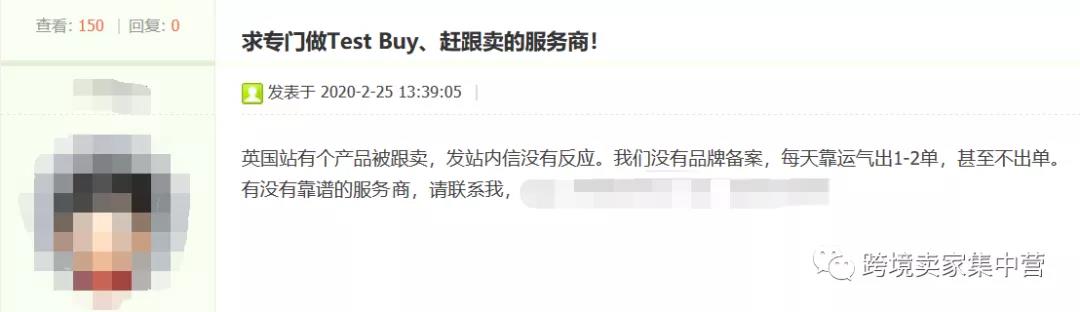 查看: 150 | 回复: 0
求专门做Test Buy、赶跟卖的服务商！
发表于 2020-2-25 13:39:05 |
英国站有个产品被跟卖，发站内信没有反应。我们没有品牌备案，每天靠运气出1-2单，甚至不出单。
有没有靠谱的服务商，请联系我，
跨境卖家集中营